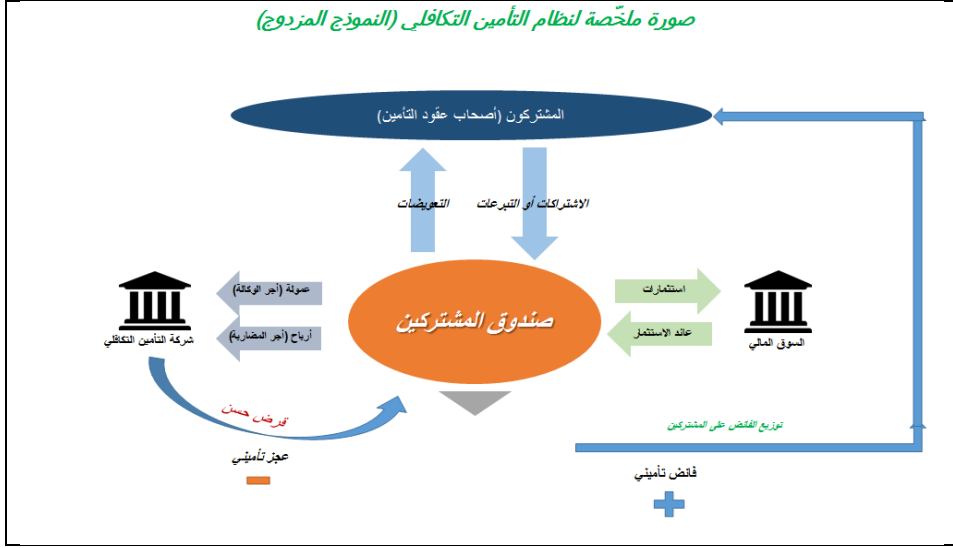 صورة ملخّصة لنظام التأمين التكافلي (النموذج المزدوج)
المشتركون (أصحاب عقود التأمين)
الاشتراكات أو التبرعات
التعويضات
صندوق المشتركين
استثمارات
عائد الاستثمار
السوق المالي
عمولة (أجر الوكالة)
أرباح (أجر المضاربة)
شركة التأمين التكافلي
قرض حسن
عجز تأميني
توزيع الفائض على المشتركين
فائض تأميني